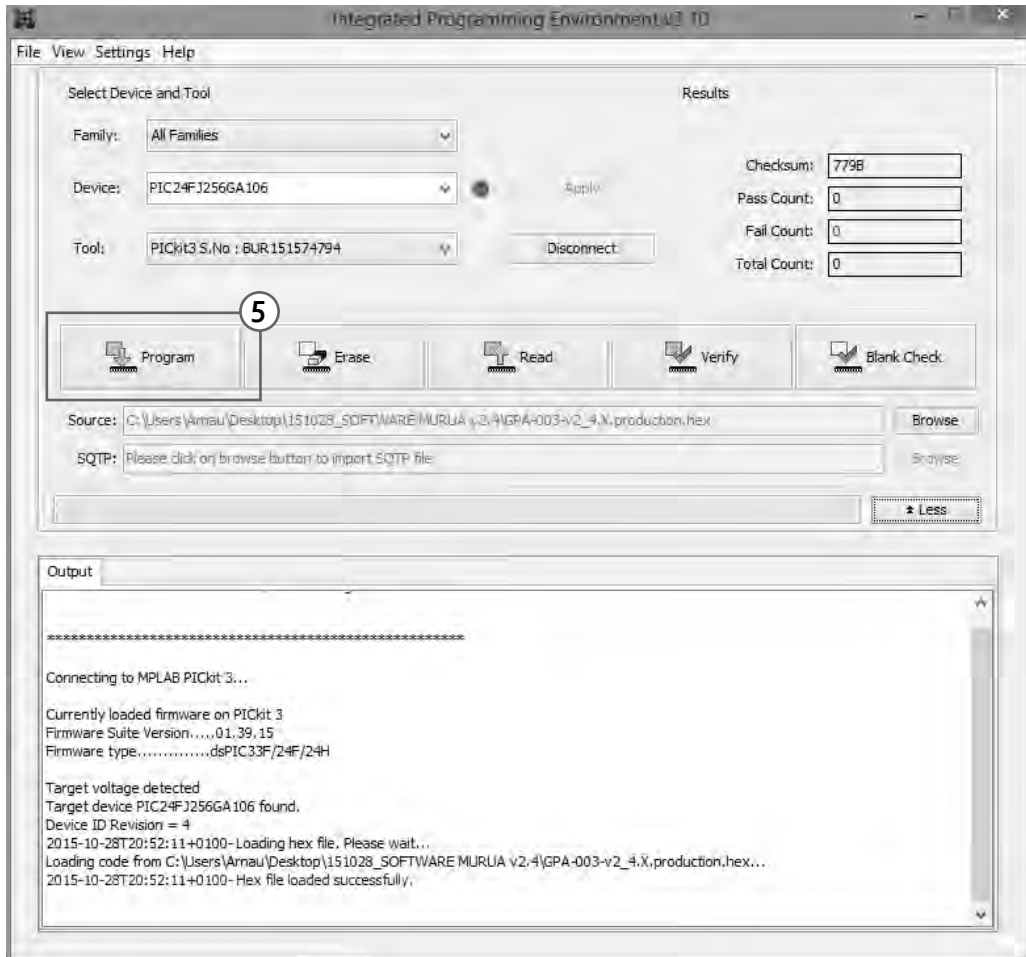 Integrated Programming Environment v3.10
File View Settings Help
Select Device and Tool
Results
Family: All Families
Checksum: 779B
Device: PIC24FJ256GA106
Apply
Pass Count: 0
Fail Count: 0
Tool: PICkit3 S.No : BUR151574794
Disconnect
Total Count: 0
5
Program
Erase
Read
Verify
Blank Check
Source: C:\Users\Arnau\Desktop\151028_SOFTWARE MURUA v.2.4\GPA-003-v2_4.X.production.hex
Browse
SQTP: Please click on browse button to import SQTP file
Browse
Less
Output
*****************************************************
Connecting to MPLAB PICkit 3...
Currently loaded firmware on PICkit 3
Firmware Suite Version.....01.39.15
Firmware type..............dsPIC33F/24F/24H
Target voltage detected
Target device PIC24FJ256GA106 found.
Device ID Revision = 4
2015-10-28T20:52:11+0100-Loading hex file. Please wait...
Loading code from C:\Users\Arnau\Desktop\151028_SOFTWARE MURUA v2.4\GPA-003-v2_4.X.production.hex...
2015-10-28T20:52:11+0100-Hex file loaded successfully.